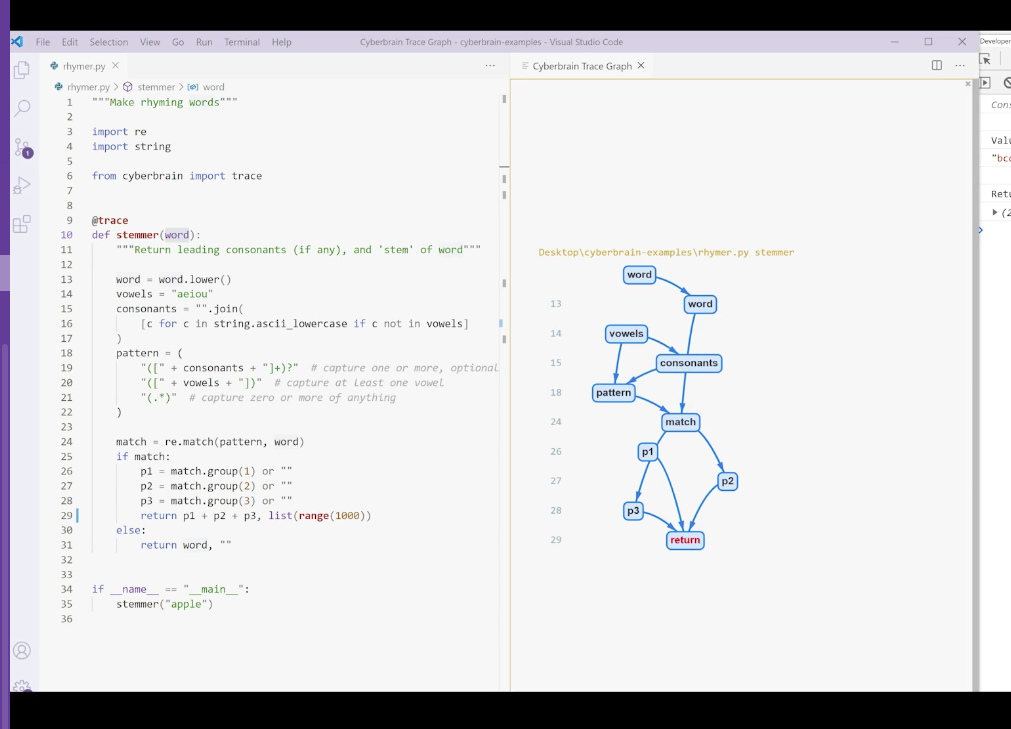 File Edit Selection View Go Run Terminal Help
Cyberbrain Trace Graph - cyberbrain-examples - Visual Studio Code
rhymer.py
rhymer.py > stemmer > word
1 """Make rhyming words"""
2
3 import re
4 import string
5
6 from cyberbrain import trace
7
8
9 @trace
10 def stemmer(word):
11 """Return leading consonants (if any), and 'stem' of word"""
12
13 word = word.lower()
14 vowels = "aeiou"
15 consonants = "".join(
16 [c for c in string.ascii_lowercase if c not in vowels]
17 )
18 pattern = (
19 "([" + consonants + "]+)?" # capture one or more, optional
20 "([" + vowels + "])" # capture at least one vowel
21 "(.*)" # capture zero or more of anything
22 )
23
24 match = re.match(pattern, word)
25 if match:
26 p1 = match.group(1) or ""
27 p2 = match.group(2) or ""
28 p3 = match.group(3) or ""
29 return p1 + p2 + p3, list(range(1000))
30 else:
31 return word, ""
32
33
34 if __name__ == "__main__":
35 stemmer("apple")
36
1
Cyberbrain Trace Graph
Desktop\cyberbrain-examples\rhymer.py stemmer
word
13 word
14 vowels
15 consonants
18 pattern
24 match
26 p1
27 p2
28 p3
29 return
Developer
Cons
Valu
"bc
Retu
(2